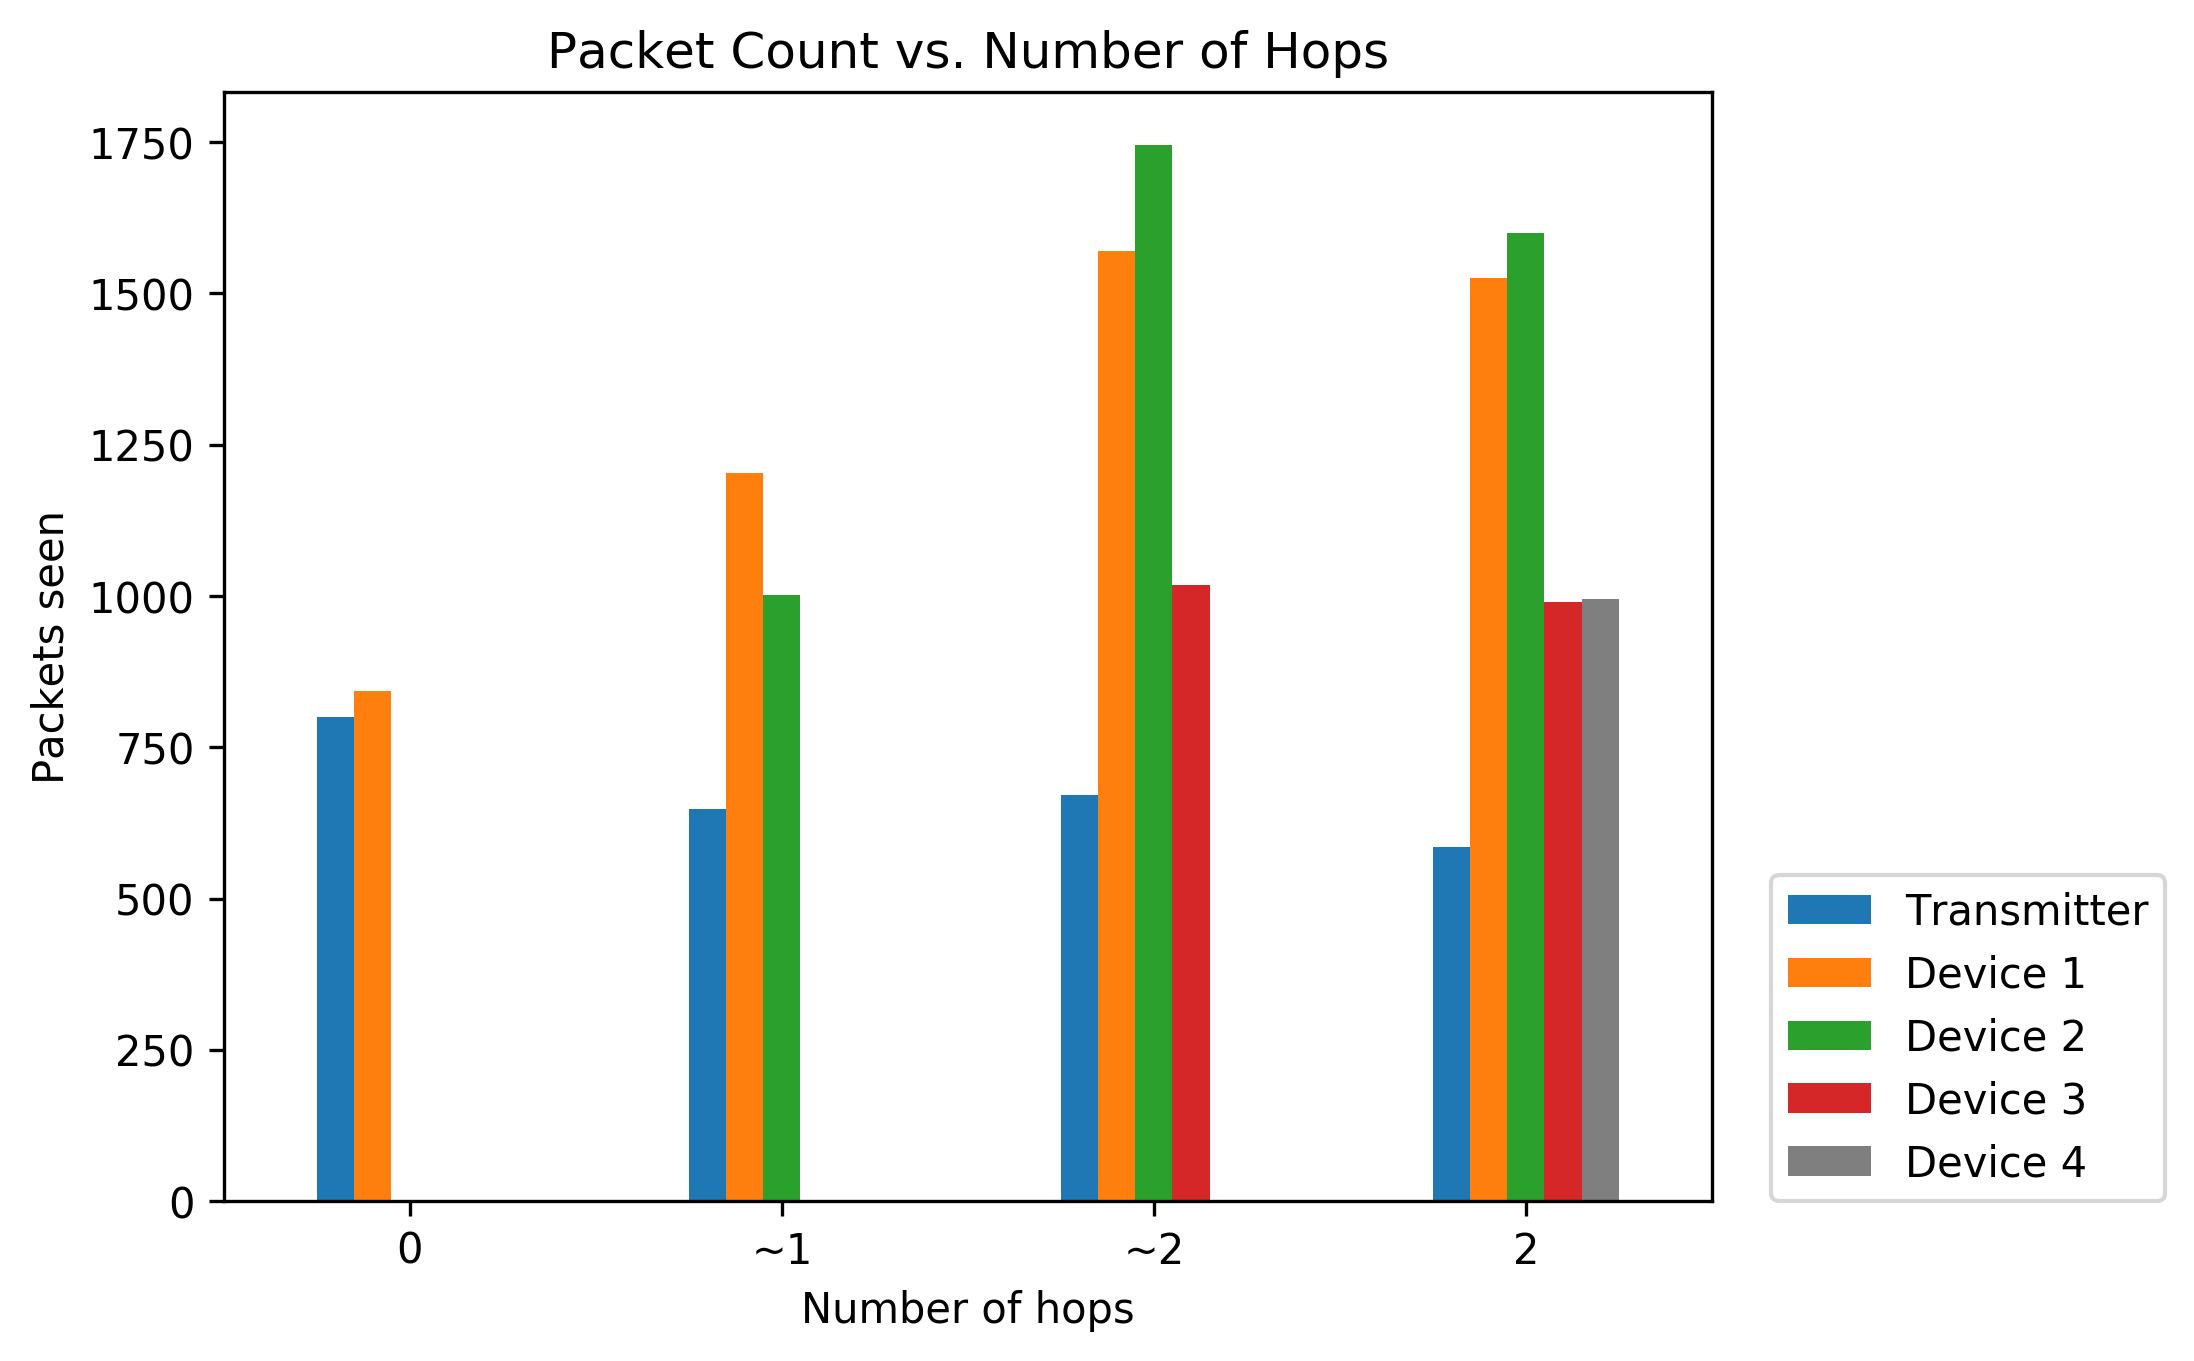 Packet Count vs. Number of Hops
Packets seen
1750
1500
1250
1000
750
500
250
0
0 ~1 ~2 2
Number of hops
Transmitter
Device 1
Device 2
Device 3
Device 4